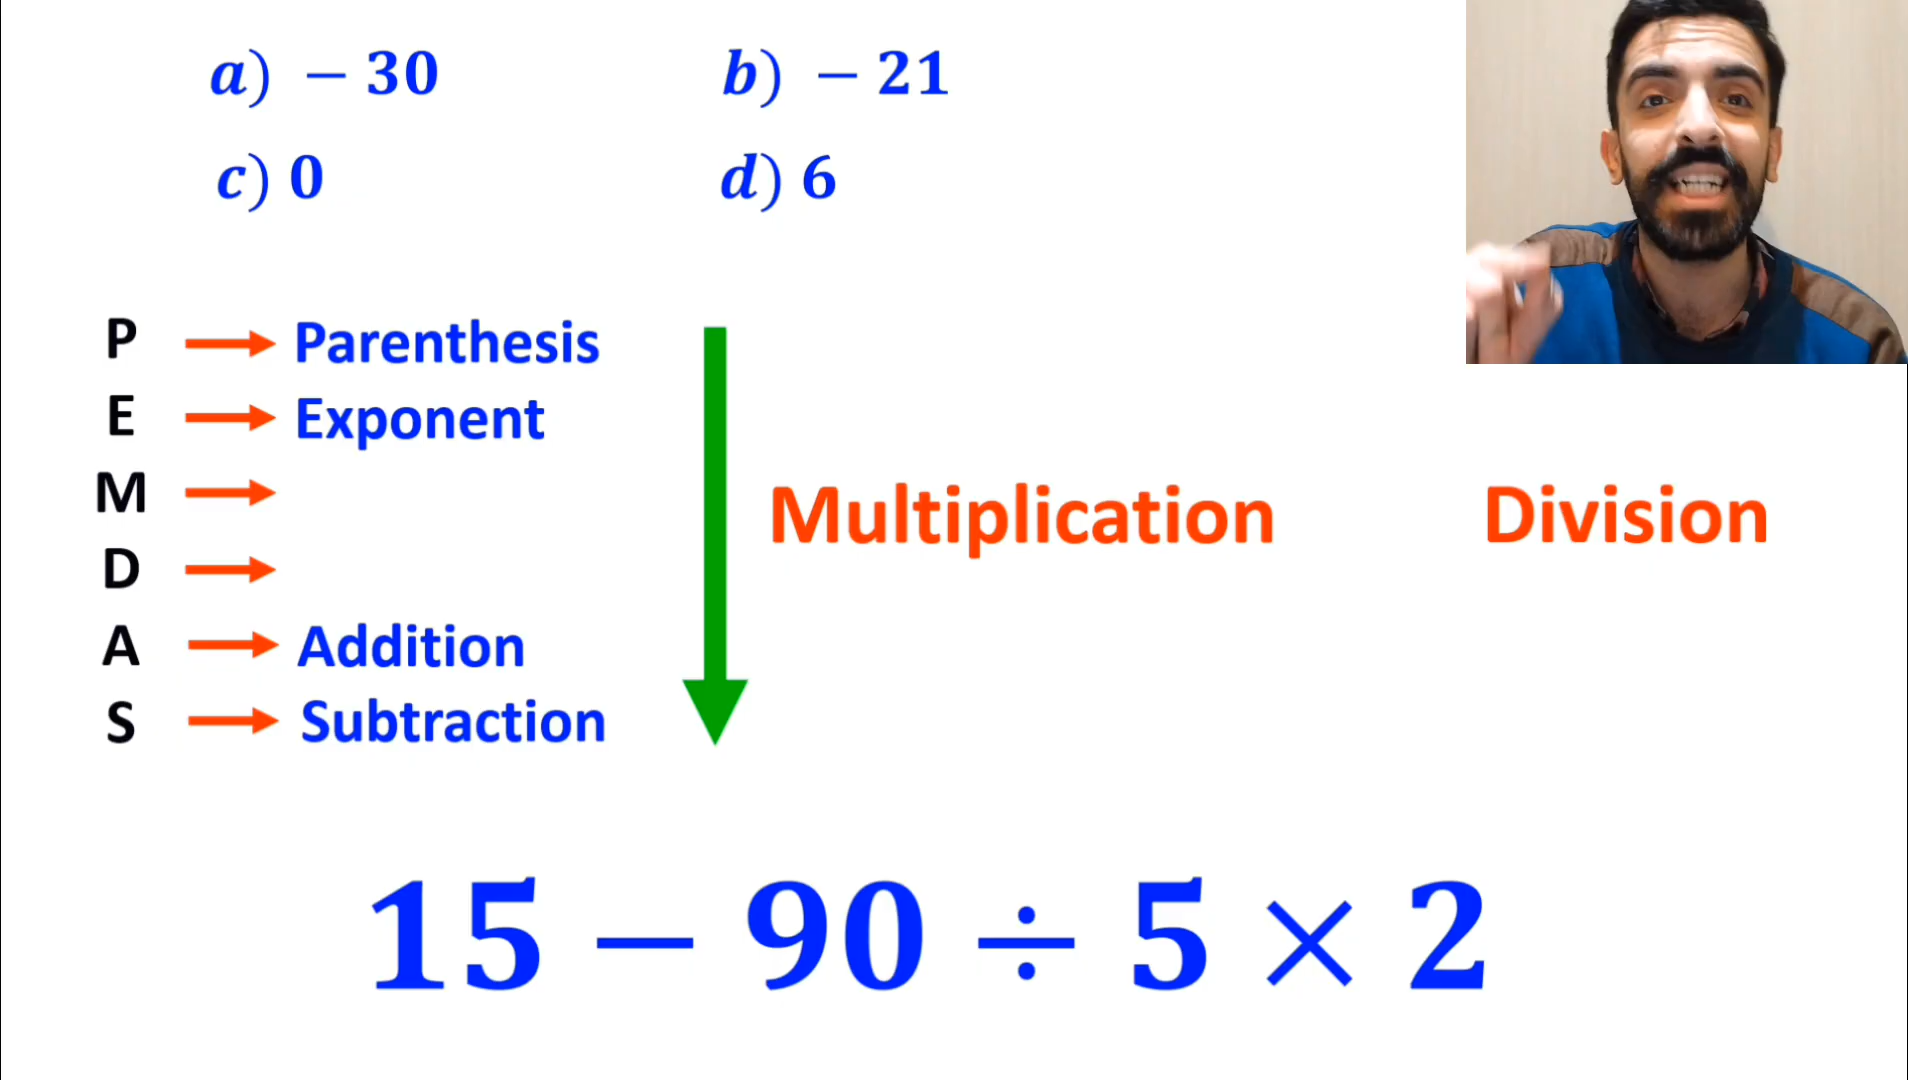 a) – 30 b) – 21
c) 0 d) 6
P → Parenthesis
E → Exponent
M →
Multiplication Division
D →
A → Addition
S → Subtraction
15 – 90 ÷ 5 × 2